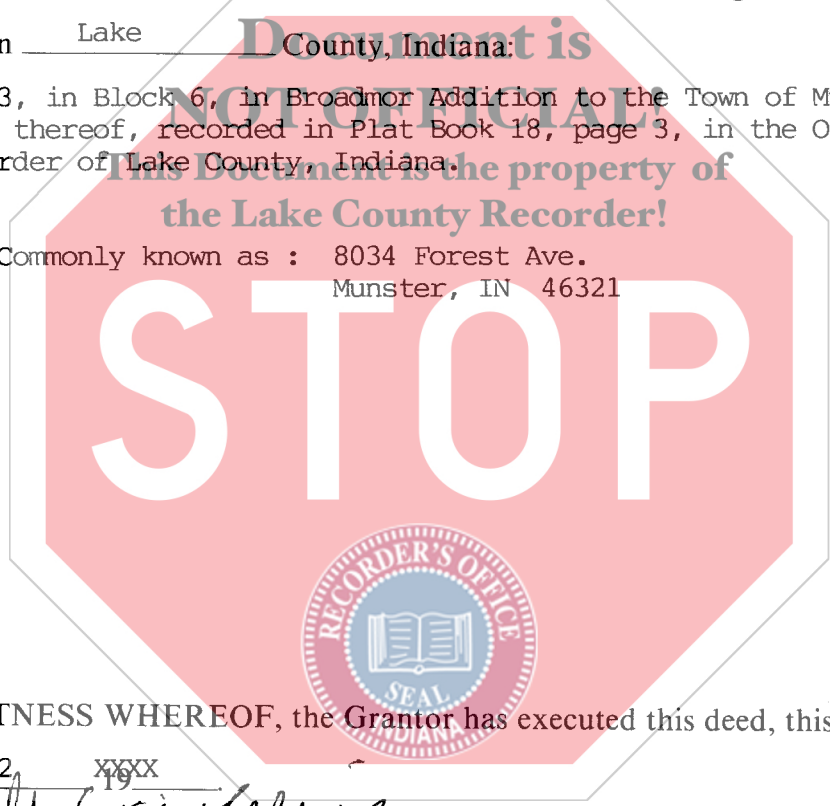 n Lake County, Indiana:
Document is
3, in Block 6, in Broadmor Addition to the Town of M
NOT OFFICIAL!
thereof, recorded in Plat Book 18, page 3, in the O
rder of Lake County, Indiana.
This Document is the property of
the Lake County Recorder!
Commonly known as : 8034 Forest Ave.
Munster, IN 46321
STOP
RECORDER'S OFFICE
SEAL
INDIANA
TNESS WHEREOF, the Grantor has executed this deed, this
2 XXXX
19